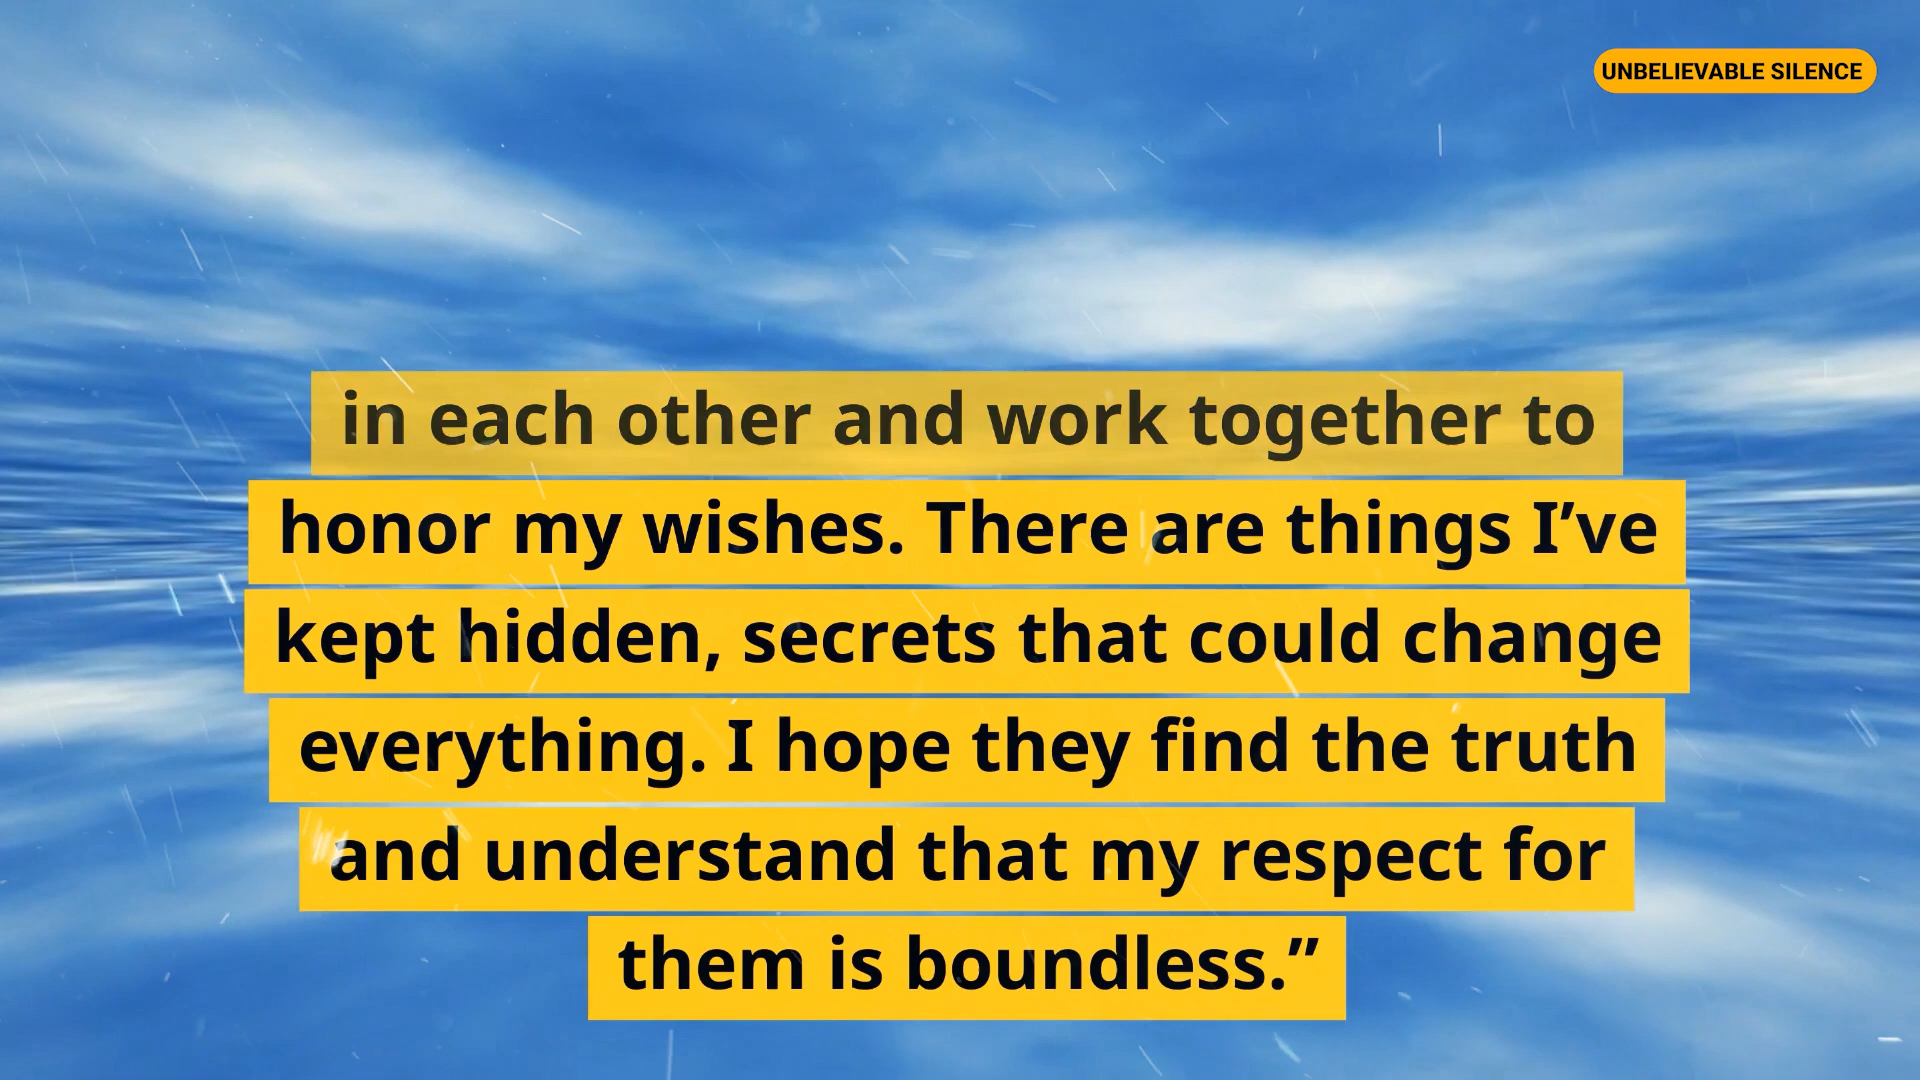 UNBELIEVABLE SILENCE
in each other and work together to
honor my wishes. There are things I’ve
kept hidden, secrets that could change
everything. I hope they find the truth
and understand that my respect for
them is boundless.”